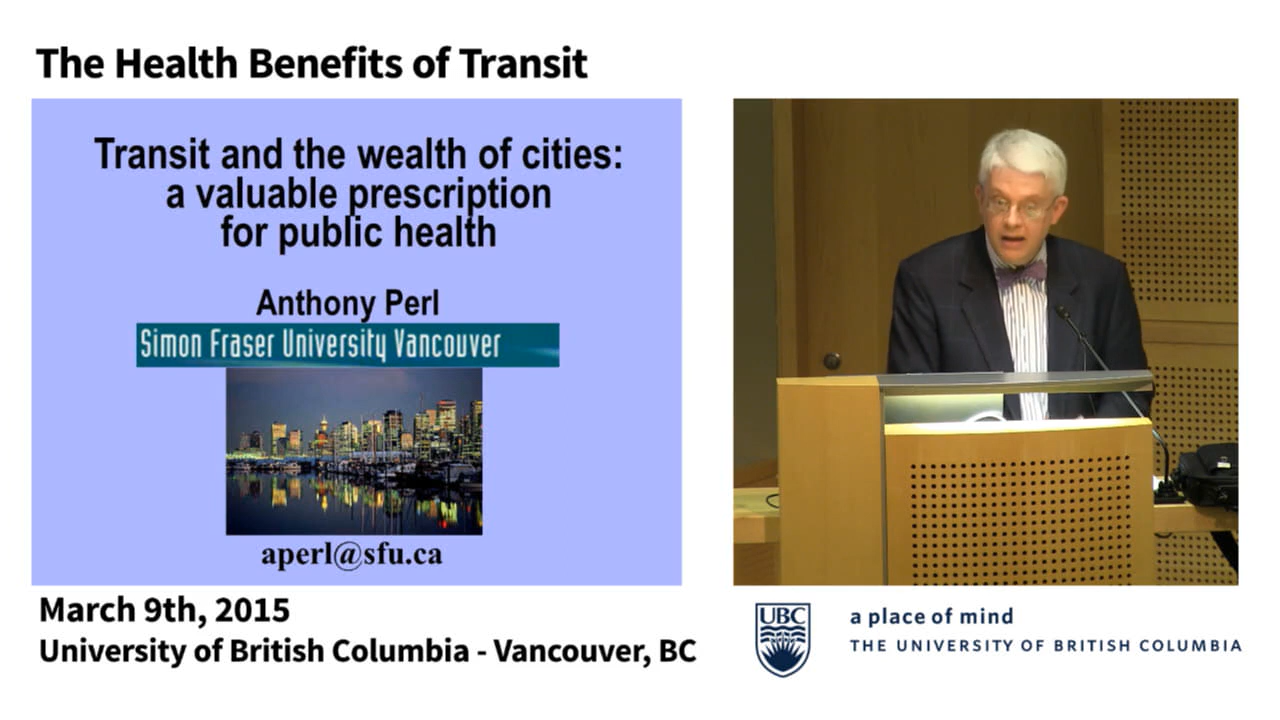 The Health Benefits of Transit
Transit and the wealth of cities:
a valuable prescription
for public health
Anthony Perl
Simon Fraser University Vancouver
aperl@sfu.ca
March 9th, 2015
University of British Columbia - Vancouver, BC
UBC
a place of mind
THE UNIVERSITY OF BRITISH COLUMBIA